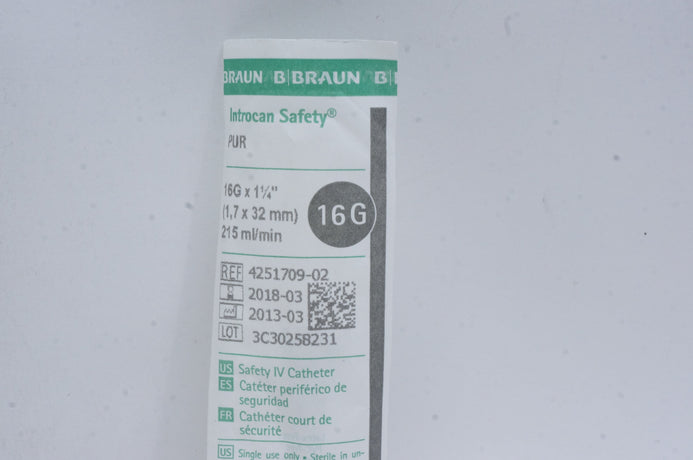 BRAUN B|BRAUN B|
Introcan Safety®
PUR
16G x 1¼"
(1,7 x 32 mm)
215 ml/min
16G
REF 4251709-02
2018-03
2013-03
LOT 3C30258231
US Safety IV Catheter
ES Catéter periférico de
seguridad
FR Cathéter court de
sécurité
US Single use only • Sterile in un-